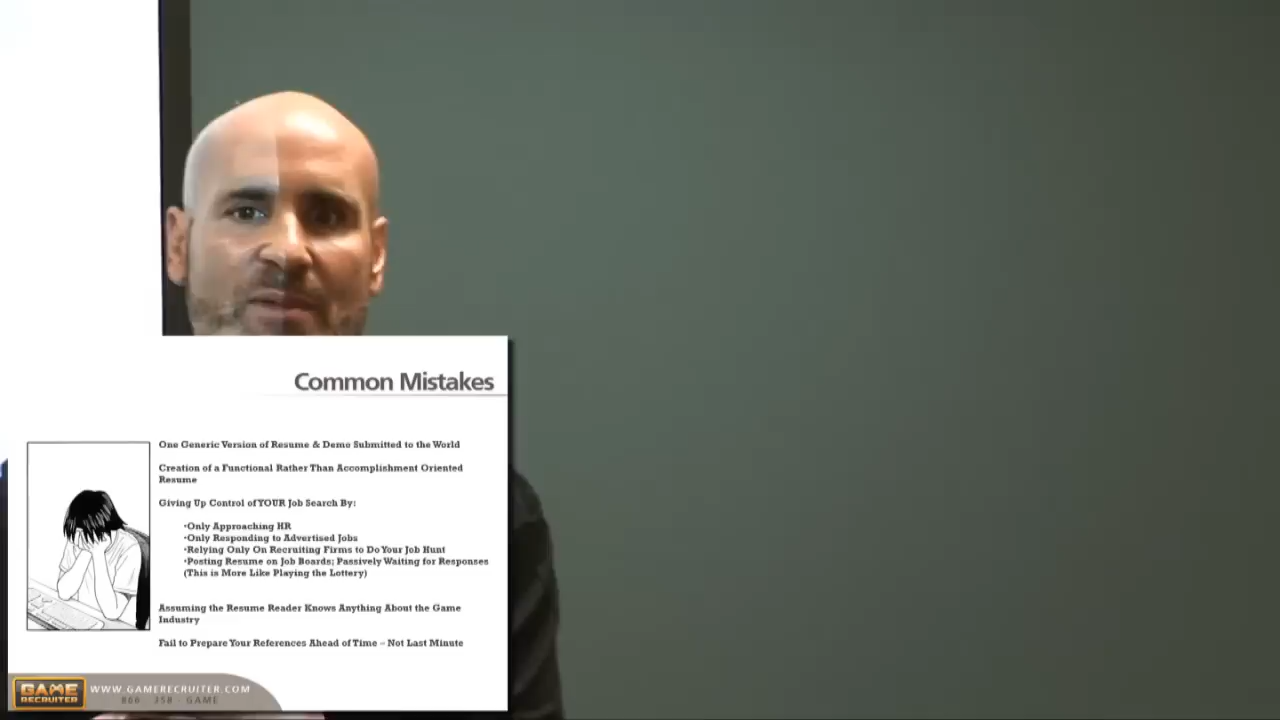 Common Mistakes
One Generic Version of Resume & Demo Submitted to the World
Creation of a Functional Rather Than Accomplishment Oriented
Resume
Giving Up Control of YOUR Job Search By:
•Only Approaching HR
•Only Responding to Advertised Jobs
•Relying Only On Recruiting Firms to Do Your Job Hunt
•Posting Resume on Job Boards; Passively Waiting for Responses
(This is More Like Playing the Lottery)
Assuming the Resume Reader Knows Anything About the Game
Industry
Fail to Prepare Your References Ahead of Time – Not Last Minute
GAME
RECRUITER
WWW.GAMERECRUITER.COM
866 - 358 - GAME